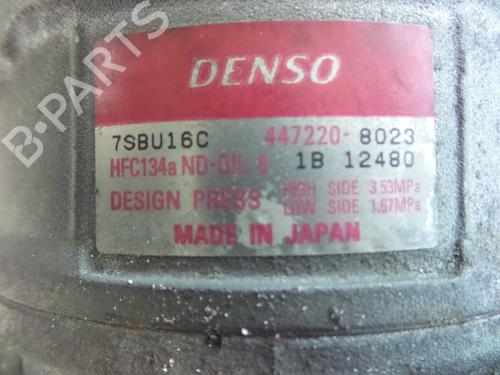 DENSO
7SBU16C 447220-8023
HFC134a ND-OIL 8 1B 12480
DESIGN PRESS HIGH SIDE 3.53MPa
LOW SIDE 1.67MPa
MADE IN JAPAN
B-PARTS